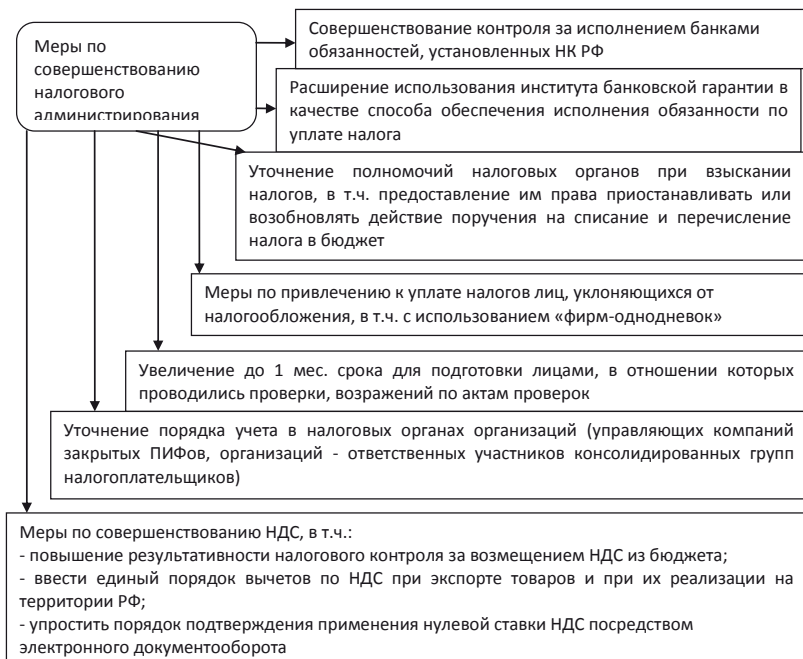 Меры по
совершенствованию
налогового
администрирования
Совершенствование контроля за исполнением банками
обязанностей, установленных НК РФ
Расширение использования института банковской гарантии в
качестве способа обеспечения исполнения обязанности по
уплате налога
Уточнение полномочий налоговых органов при взыскании
налогов, в т.ч. предоставление им права приостанавливать или
возобновлять действие поручения на списание и перечисление
налога в бюджет
Меры по привлечению к уплате налогов лиц, уклоняющихся от
налогообложения, в т.ч. с использованием «фирм-однодневок»
Увеличение до 1 мес. срока для подготовки лицами, в отношении которых
проводились проверки, возражений по актам проверок
Уточнение порядка учета в налоговых органах организаций (управляющих компаний
закрытых ПИФов, организаций - ответственных участников консолидированных групп
налогоплательщиков)
Меры по совершенствованию НДС, в т.ч.:
- повышение результативности налогового контроля за возмещением НДС из бюджета;
- ввести единый порядок вычетов по НДС при экспорте товаров и при их реализации на
территории РФ;
- упростить порядок подтверждения применения нулевой ставки НДС посредством
электронного документооборота